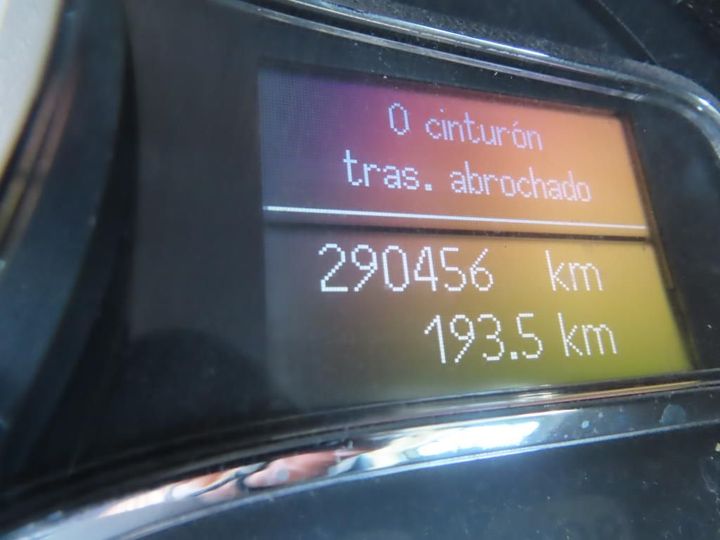 0 cinturón
tras. abrochado
290456 km
193.5 km